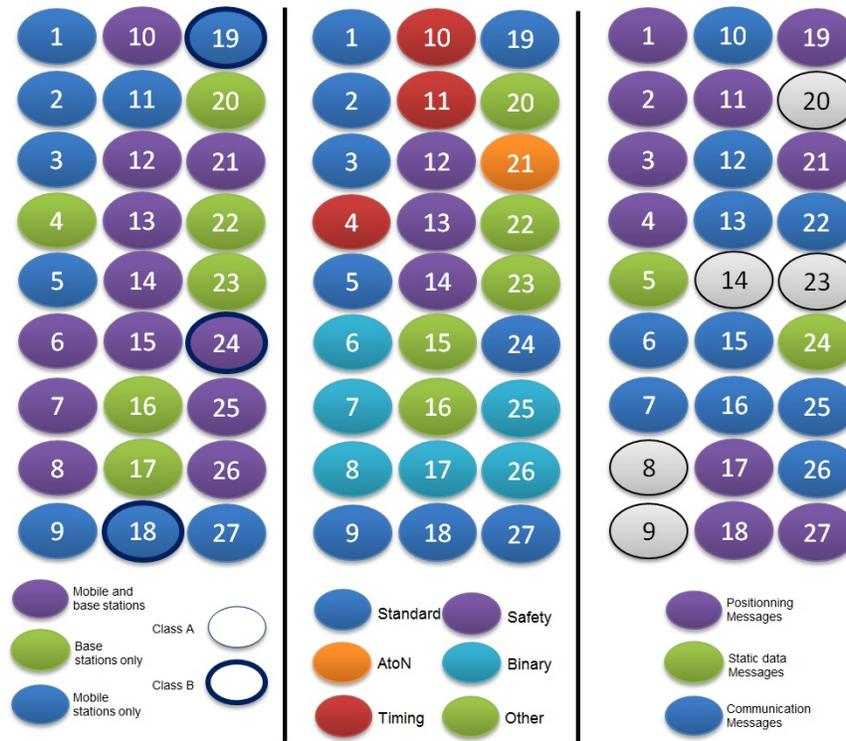 1 10 19 1 10 19 1 10 19
2 11 20 2 11 20 2 11 20
3 12 21 3 12 21 3 12 21
4 13 22 4 13 22 4 13 22
5 14 23 5 14 23 5 14 23
6 15 24 6 15 24 6 15 24
7 16 25 7 16 25 7 16 25
8 17 26 8 17 26 8 17 26
9 18 27 9 18 27 9 18 27
Mobile and
base stations
Base
stations only
Mobile
stations only
Class A
Class B
Standard
Safety
AtoN
Binary
Timing
Other
Positionning
Messages
Static data
Messages
Communication
Messages